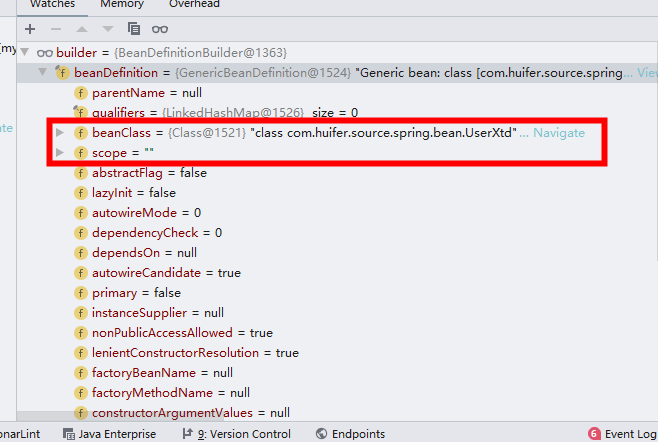 Watches Memory Overhead
builder = {BeanDefinitionBuilder@1363}
[my
beanDefinition = {GenericBeanDefinition@1524} "Generic bean: class [com.huifer.source.spring... View
parentName = null
qualifiers = {LinkedHashMap@1526} size = 0
beanClass = {Class@1521} "class com.huifer.source.spring.bean.UserXtd"... Navigate
scope = ""
abstractFlag = false
lazyInit = false
autowireMode = 0
dependencyCheck = 0
dependsOn = null
autowireCandidate = true
primary = false
instanceSupplier = null
nonPublicAccessAllowed = true
lenientConstructorResolution = true
factoryBeanName = null
factoryMethodName = null
constructorArgumentValues = null
onarLint Java Enterprise 9: Version Control Endpoints 6 Event Log